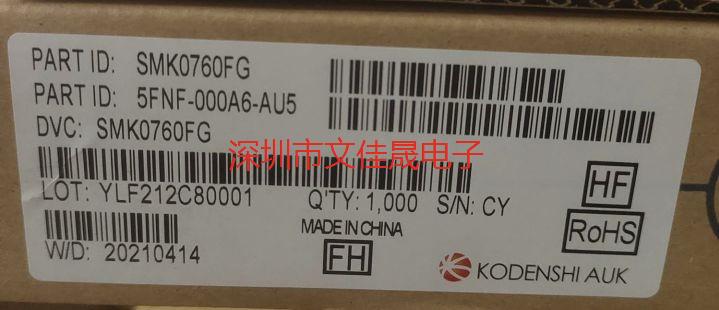 PART ID: SMK0760FG
PART ID: 5FNF-000A6-AU5
DVC: SMK0760FG
深圳市文佳晟电子
LOT: YLF212C80001 Q'TY: 1,000 S/N: CY
HF
MADE IN CHINA
RoHS
W/D: 20210414
FH
KODENSHI AUK